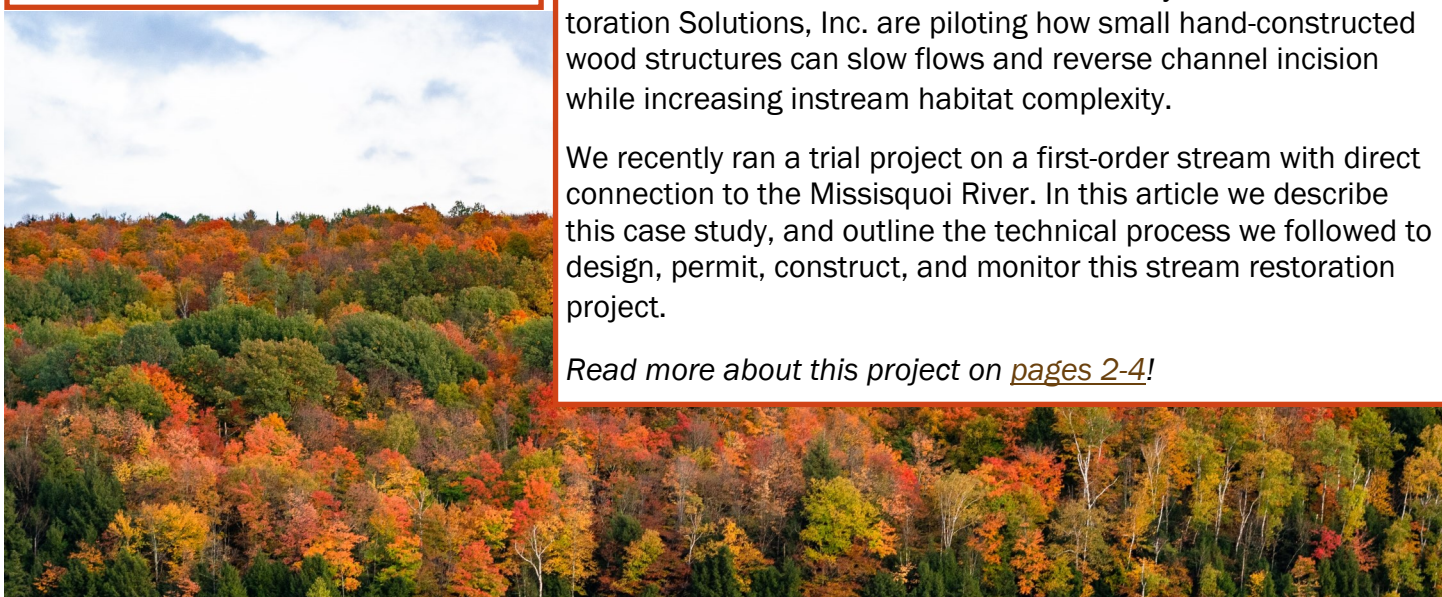 toration Solutions, Inc. are piloting how small hand-constructed
wood structures can slow flows and reverse channel incision
while increasing instream habitat complexity.
We recently ran a trial project on a first-order stream with direct
connection to the Missisquoi River. In this article we describe
this case study, and outline the technical process we followed to
design, permit, construct, and monitor this stream restoration
project.
Read more about this project on pages 2-4!